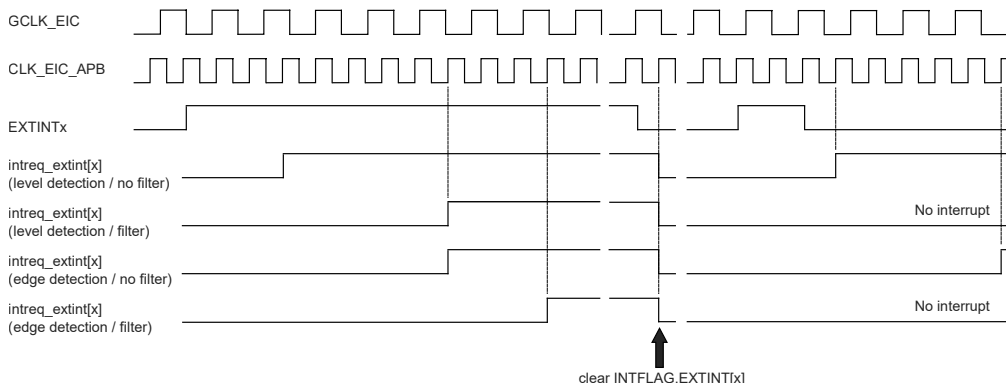 GCLK_EIC
CLK_EIC_APB
EXTINTx
intreq_extint[x]
(level detection / no filter)
intreq_extint[x]
(level detection / filter)
No interrupt
intreq_extint[x]
(edge detection / no filter)
intreq_extint[x]
(edge detection / filter)
No interrupt
clear INTFLAG.EXTINT[x]